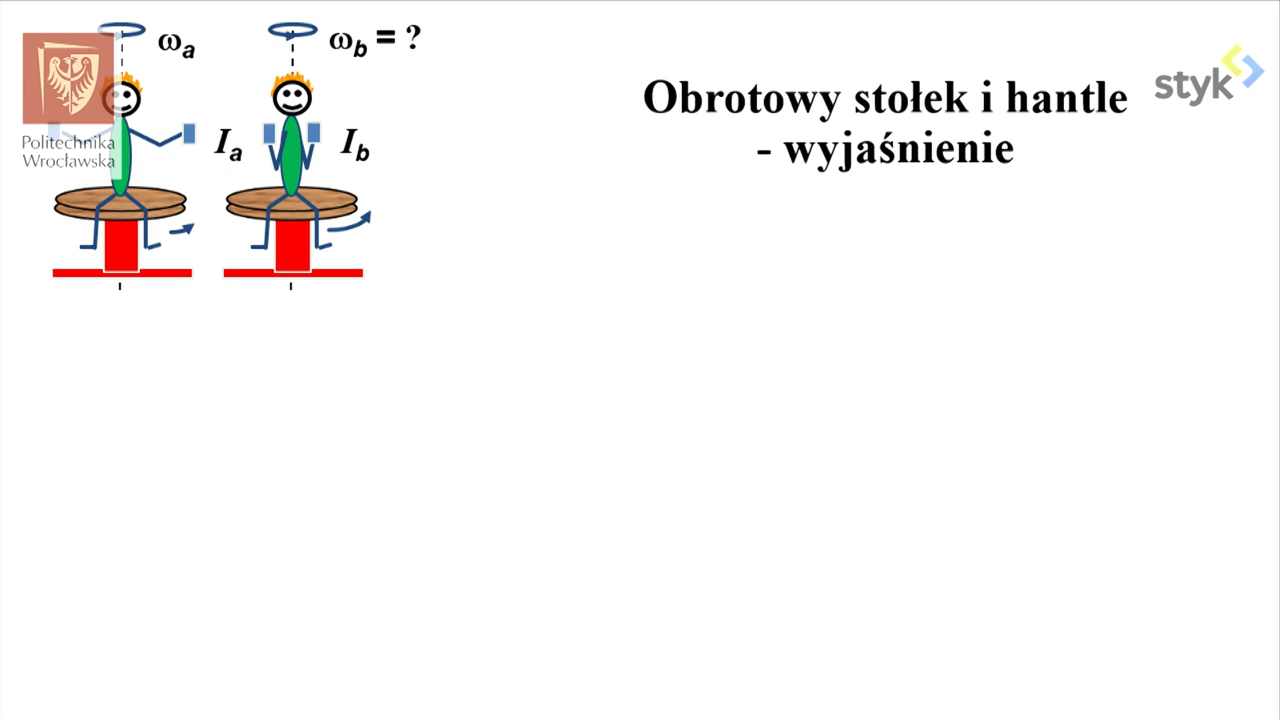 ωa
ωb = ?
Ia
Ib
Politechnika
Wrocławska
Obrotowy stołek i hantle
- wyjaśnienie
styk